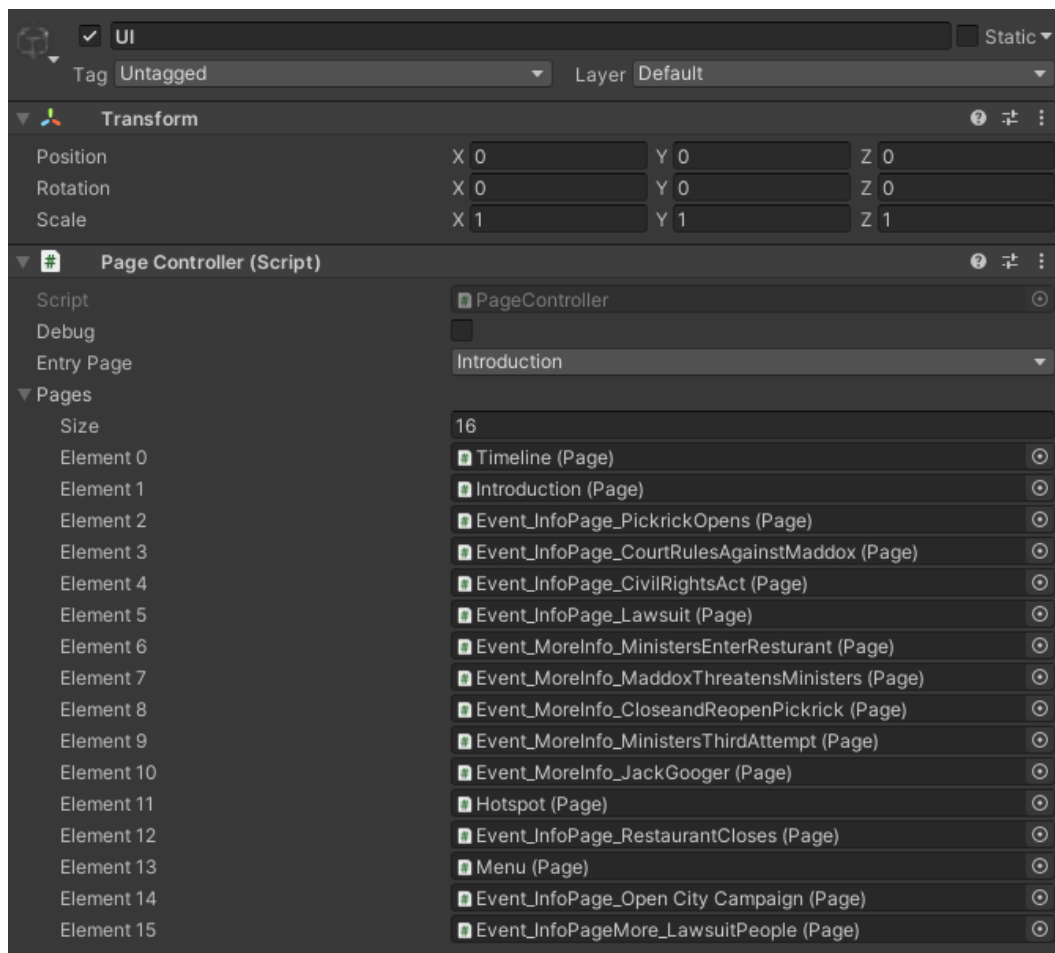 UI Static
Tag Untagged Layer Default
Transform
Position X 0 Y 0 Z 0
Rotation X 0 Y 0 Z 0
Scale X 1 Y 1 Z 1
# Page Controller (Script)
Script # PageController
Debug
Entry Page Introduction
Pages
Size 16
Element 0 # Timeline (Page)
Element 1 # Introduction (Page)
Element 2 # Event_InfoPage_PickrickOpens (Page)
Element 3 # Event_InfoPage_CourtRulesAgainstMaddox (Page)
Element 4 # Event_InfoPage_CivilRightsAct (Page)
Element 5 # Event_InfoPage_Lawsuit (Page)
Element 6 # Event_MoreInfo_MinistersEnterResturant (Page)
Element 7 # Event_MoreInfo_MaddoxThreatensMinisters (Page)
Element 8 # Event_MoreInfo_CloseandReopenPickrick (Page)
Element 9 # Event_MoreInfo_MinistersThirdAttempt (Page)
Element 10 # Event_MoreInfo_JackGooger (Page)
Element 11 # Hotspot (Page)
Element 12 # Event_InfoPage_RestaurantCloses (Page)
Element 13 # Menu (Page)
Element 14 # Event_InfoPage_Open City Campaign (Page)
Element 15 # Event_InfoPageMore_LawsuitPeople (Page)